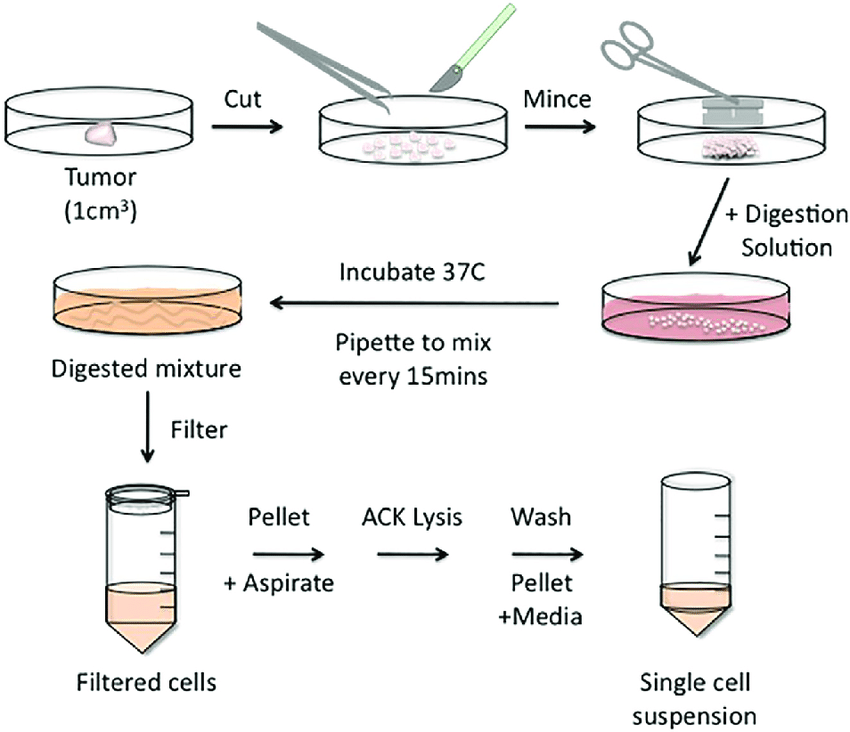 Cut
Mince
Tumor
(1cm³)
+ Digestion
Solution
Incubate 37C
Pipette to mix
every 15mins
Digested mixture
Filter
Pellet
+ Aspirate
ACK Lysis
Wash
Pellet
+Media
Filtered cells
Single cell
suspension